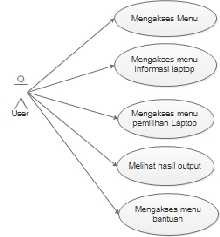 Mengakses Menu
Mengakses menu
informasi laptop
User
Mengakses menu
pemilihan Laptop
Melihat hasil output
Mengakses menu
bantuan